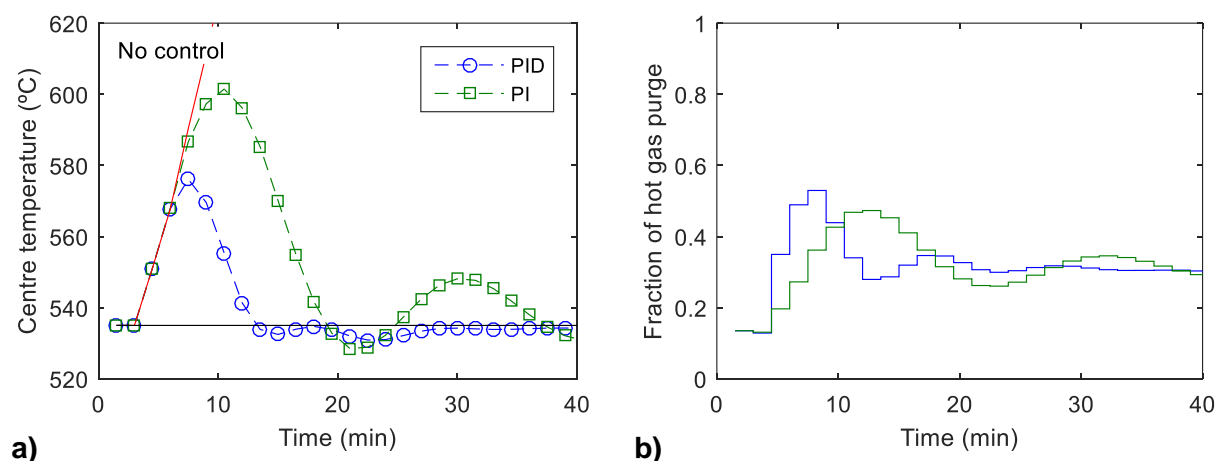 620
600
580
560
540
520
No control
PID
PI
Centre temperature (ºC)
0
10
20
30
40
Time (min)
a)
1
0.8
0.6
0.4
0.2
0
Fraction of hot gas purge
0
10
20
30
40
Time (min)
b)